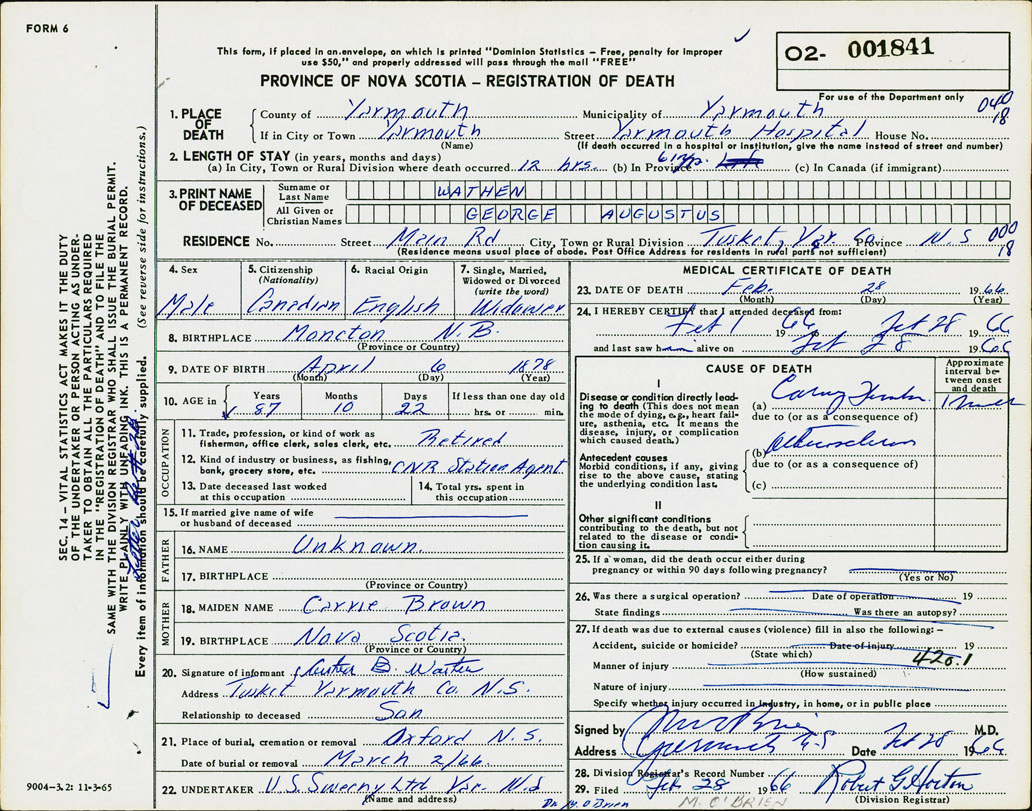 FORM 6
This form, if placed in an envelope, on which is printed "Dominion Statistics – Free, penalty for improper
use $50," and properly addressed will pass through the mail "FREE"
O2- 001841
PROVINCE OF NOVA SCOTIA – REGISTRATION OF DEATH
For use of the Department only
040
18
1. PLACE OF DEATH
County of Yarmouth Municipality of Yarmouth
If in City or Town Yarmouth Street Yarmouth Hospital House No.
(Name) (If death occurred in a hospital or institution, give the name instead of street and number)
2. LENGTH OF STAY (in years, months and days)
(a) In City, Town or Rural Division where death occurred 12 hrs. (b) In Province (c) In Canada (if immigrant)
3. PRINT NAME OF DECEASED
Surname or Last Name WATHEN
All Given or Christian Names GEORGE AUGUSTUS
RESIDENCE No. Street Main Rd City, Town or Rural Division Tusket, Yar. Co. Province N.S 000
18
(Residence means usual place of abode. Post Office Address for residents in rural parts not sufficient)
4. Sex Male
5. Citizenship (Nationality) Canadian
6. Racial Origin English
7. Single, Married, Widowed or Divorced (write the word) Widower
8. BIRTHPLACE Moncton N.B.
(Province or Country)
9. DATE OF BIRTH April 6 1878
(Month) (Day) (Year)
10. AGE in Years 87 Months 10 Days 22 If less than one day old hrs. or min.
OCCUPATION
11. Trade, profession, or kind of work as fisherman, office clerk, sales clerk, etc. Retired
12. Kind of industry or business, as fishing, bank, grocery store, etc. CNR Station Agent
13. Date deceased last worked at this occupation
14. Total yrs. spent in this occupation
15. If married give name of wife or husband of deceased
FATHER
16. NAME Unknown.
17. BIRTHPLACE
(Province or Country)
MOTHER
18. MAIDEN NAME Carrie Brown
19. BIRTHPLACE Nova Scotia.
(Province or Country)
20. Signature of informant
Address Tusket Yarmouth Co. N.S.
Relationship to deceased Son
21. Place of burial, cremation or removal Oxford N.S.
Date of burial or removal March 2/66
22. UNDERTAKER U.S. Sweeny Ltd Yar. N.S
(Name and address)
MEDICAL CERTIFICATE OF DEATH
23. DATE OF DEATH Feb. 28 1966
(Month) (Day) (Year)
24. I HEREBY CERTIFY that I attended deceased from:
Feb 1 1966 Feb 28 1966
and last saw him alive on Feb 28 1966
CAUSE OF DEATH
Approximate interval between onset and death
I
Disease or condition directly leading to death (This does not mean the mode of dying, e.g., heart failure, asthenia, etc. It means the disease, injury, or complication which caused death.)
(a)
due to (or as a consequence of)
Antecedent causes
Morbid conditions, if any, giving rise to the above cause, stating the underlying condition last.
(b)
due to (or as a consequence of)
(c)
II
Other significant conditions
contributing to the death, but not related to the disease or condition causing it.
25. If a woman, did the death occur either during
pregnancy or within 90 days following pregnancy?
(Yes or No)
26. Was there a surgical operation? Date of operation 19
State findings Was there an autopsy?
27. If death was due to external causes (violence) fill in also the following: –
Accident, suicide or homicide? Date of injury 19
(State which) 420.1
Manner of injury
(How sustained)
Nature of injury
Specify whether injury occurred in industry, in home, or in public place
Signed by M.D.
Address Yarmouth N.S Date Feb 28 1966
28. Division Registrar's Record Number
29. Filed Feb 28 1966 Robert G. Horton
(Division Registrar)
Dr. M. O'Brien M. O'BRIEN
SEC. 14 – VITAL STATISTICS ACT MAKES IT THE DUTY
OF THE UNDERTAKER OR PERSON ACTING AS UNDERTAKER TO OBTAIN ALL THE PARTICULARS REQUIRED
IN THE "REGISTRATION OF DEATH" AND TO FILE THE
SAME WITH THE DIVISION REGISTRAR WHO SHALL ISSUE THE BURIAL PERMIT.
WRITE PLAINLY WITH UNFADING INK. THIS IS A PERMANENT RECORD.
Every item of information should be carefully supplied. (See reverse side for instructions.)
9004-3.2: 11-3-65